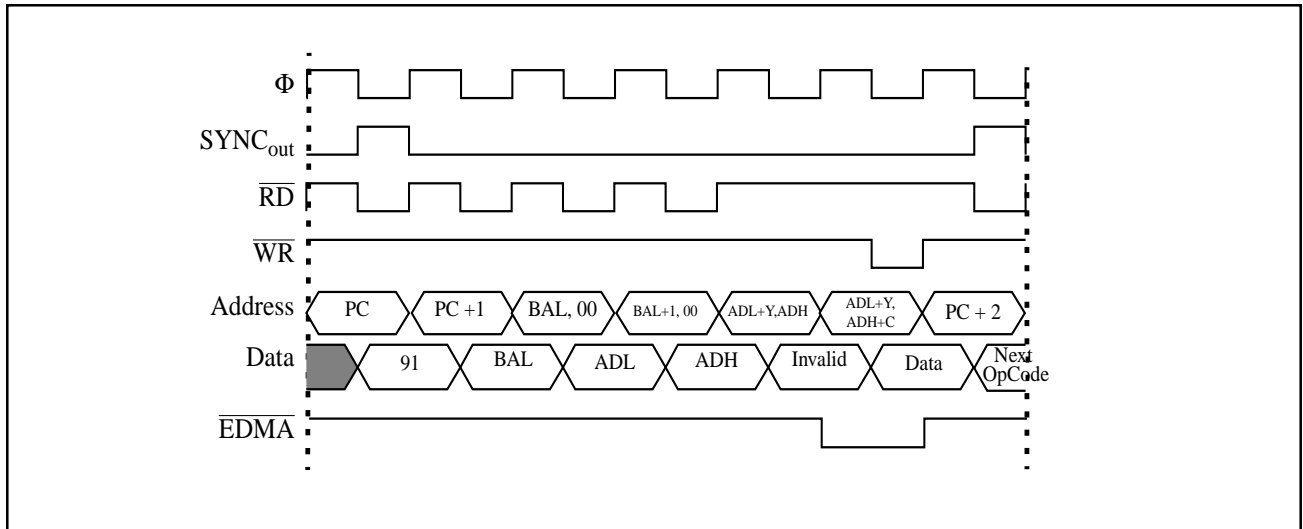 Φ
SYNCout
RD
WR
Address PC PC +1 BAL, 00 BAL+1, 00 ADL+Y,ADH ADL+Y, PC + 2
ADH+C
Data 91 BAL ADL ADH Invalid Data Next
OpCode
EDMA